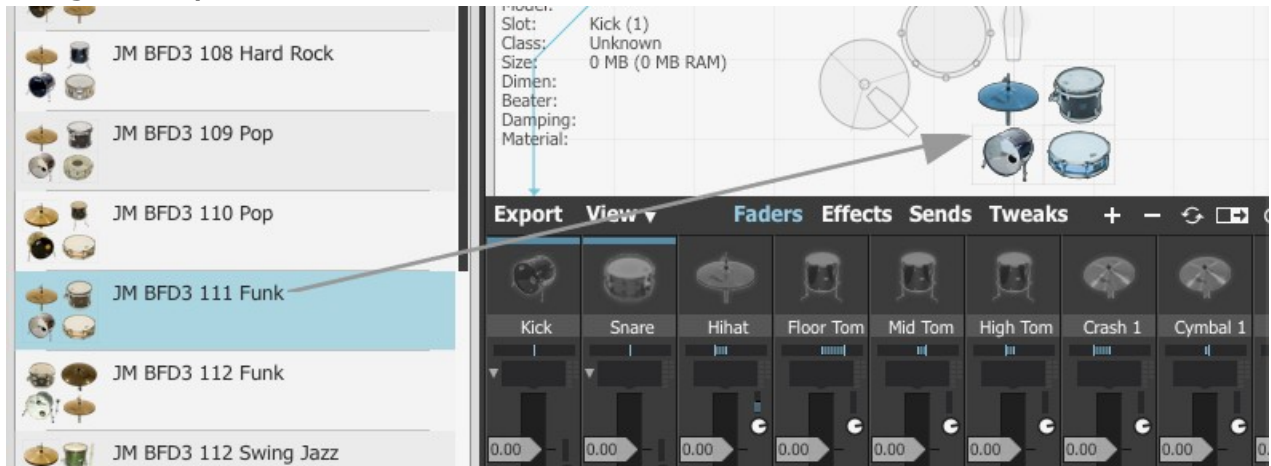 JM BFD3 108 Hard Rock
JM BFD3 109 Pop
JM BFD3 110 Pop
JM BFD3 111 Funk
JM BFD3 112 Funk
JM BFD3 112 Swing Jazz
Model:
Slot: Kick (1)
Class: Unknown
Size: 0 MB (0 MB RAM)
Dimen:
Beater:
Damping:
Material:
Export View ▼ Faders Effects Sends Tweaks + −
Kick Snare Hihat Floor Tom Mid Tom High Tom Crash 1 Cymbal 1
0.00 0.00 0.00 0.00 0.00 0.00 0.00 0.00